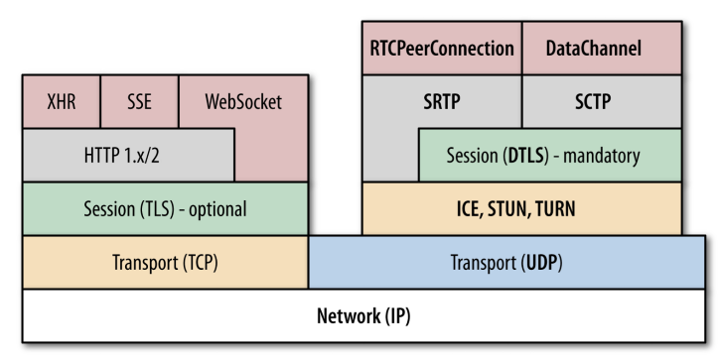 RTCPeerConnection
DataChannel
XHR
SSE
WebSocket
SRTP
SCTP
HTTP 1.x/2
Session (DTLS) - mandatory
Session (TLS) - optional
ICE, STUN, TURN
Transport (TCP)
Transport (UDP)
Network (IP)